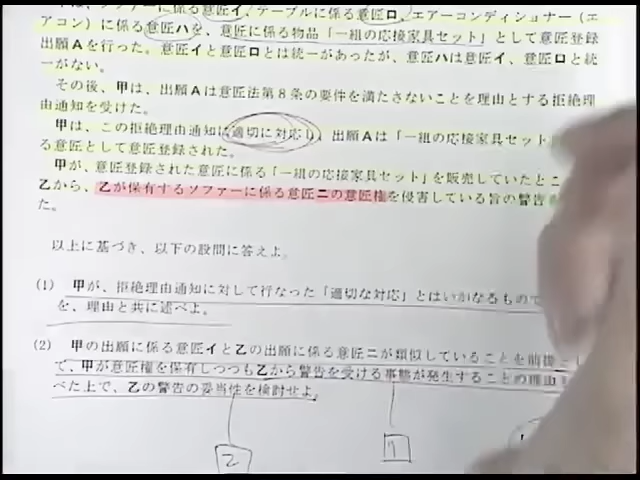 ソファーに係る意匠イ、テーブルに係る意匠ロ、エアーコンディショナー（エ
アコン）に係る意匠ハを、意匠に係る物品「一組の応接家具セット」として意匠登録
出願Ａを行った。意匠イと意匠ロとは統一があったが、意匠ハは意匠イ、意匠ロと統
一がない。
その後、甲は、出願Ａは意匠法第８条の要件を満たさないことを理由とする拒絶理
由通知を受けた。
甲は、この拒絶理由通知に適切に対応し、出願Ａは「一組の応接家具セット
る意匠として意匠登録された。
甲が、意匠登録された意匠に係る「一組の応接家具セット」を販売していたとこ
乙から、乙が保有するソファーに係る意匠ニの意匠権を侵害している旨の警告
た。
以上に基づき、以下の設問に答えよ。
(1) 甲が、拒絶理由通知に対して行なった「適切な対応」とはいかなるもので
を、理由と共に述べよ。
(2) 甲の出願に係る意匠イと乙の出願に係る意匠ニが類似していることを前提と
て、甲が意匠権を保有しつつも乙から警告を受ける事態が発生することの理由
べた上で、乙の警告の妥当性を検討せよ。
2
1